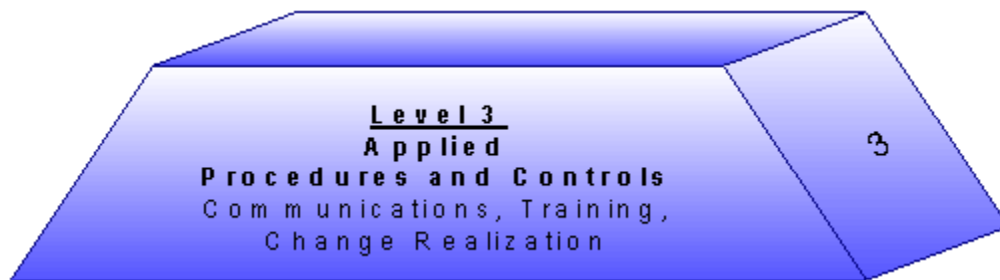 Level 3
Applied
Procedures and Controls
Communications, Training,
Change Realization
3